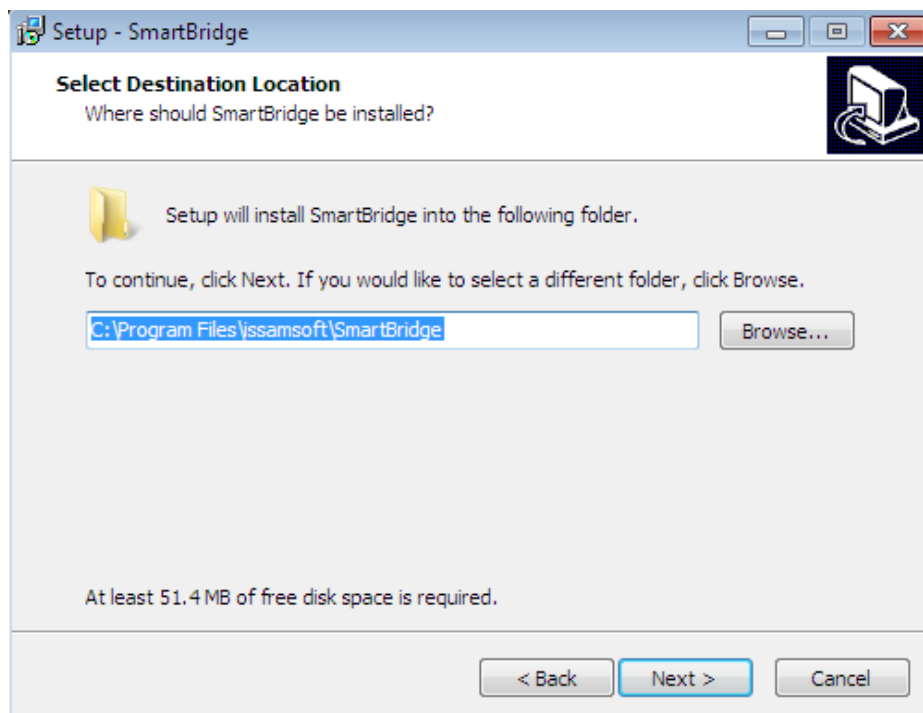 Setup - SmartBridge
Select Destination Location
Where should SmartBridge be installed?
Setup will install SmartBridge into the following folder.
To continue, click Next. If you would like to select a different folder, click Browse.
C:\Program Files\issamsoft\SmartBridge
Browse...
At least 51.4 MB of free disk space is required.
< Back
Next >
Cancel